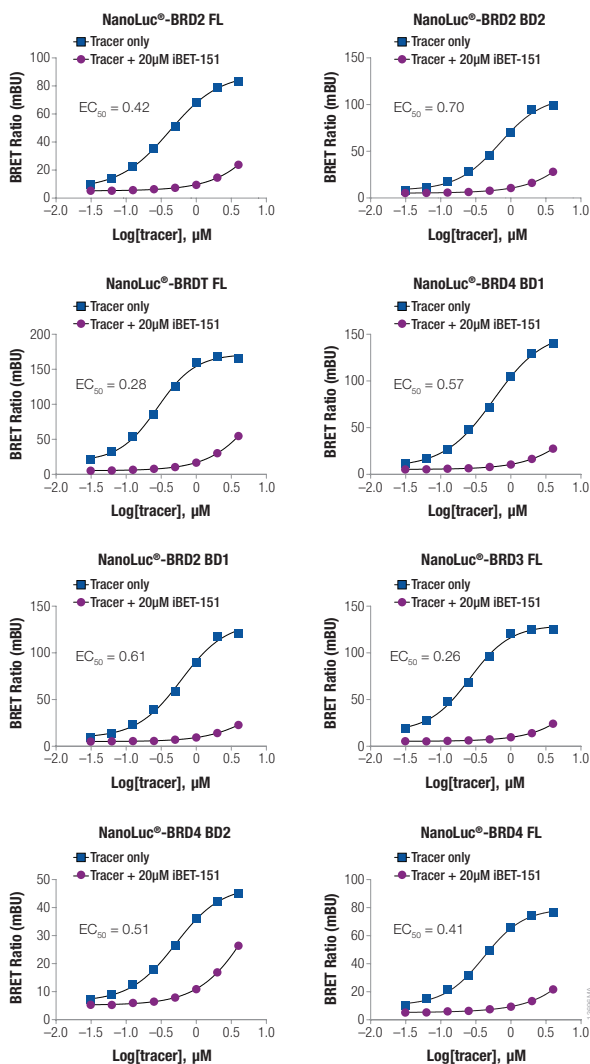 NanoLuc®-BRD2 FL
Tracer only
Tracer + 20µM iBET-151
BRET Ratio (mBU)
100
80
60
40
20
0
EC50 = 0.42
–2.0 –1.5 –1.0 –0.5 0 0.5 1.0
Log[tracer], µM
NanoLuc®-BRD2 BD2
Tracer only
Tracer + 20µM iBET-151
BRET Ratio (mBU)
150
100
50
0
EC50 = 0.70
–2.0 –1.5 –1.0 –0.5 0 0.5 1.0
Log[tracer], µM
NanoLuc®-BRDT FL
Tracer only
Tracer + 20µM iBET-151
BRET Ratio (mBU)
200
150
100
50
0
EC50 = 0.28
–2.0 –1.5 –1.0 –0.5 0 0.5 1.0
Log[tracer], µM
NanoLuc®-BRD4 BD1
Tracer only
Tracer + 20µM iBET-151
BRET Ratio (mBU)
150
100
50
0
EC50 = 0.57
–2.0 –1.5 –1.0 –0.5 0 0.5 1.0
Log[tracer], µM
NanoLuc®-BRD2 BD1
Tracer only
Tracer + 20µM iBET-151
BRET Ratio (mBU)
150
100
50
0
EC50 = 0.61
–2.0 –1.5 –1.0 –0.5 0 0.5 1.0
Log[tracer], µM
NanoLuc®-BRD3 FL
Tracer only
Tracer + 20µM iBET-151
BRET Ratio (mBU)
150
100
50
0
EC50 = 0.26
–2.0 –1.5 –1.0 –0.5 0 0.5 1.0
Log[tracer], µM
NanoLuc®-BRD4 BD2
Tracer only
Tracer + 20µM iBET-151
BRET Ratio (mBU)
50
40
30
20
10
0
EC50 = 0.51
–2.0 –1.5 –1.0 –0.5 0 0.5 1.0
Log[tracer], µM
NanoLuc®-BRD4 FL
Tracer only
Tracer + 20µM iBET-151
BRET Ratio (mBU)
100
80
60
40
20
0
EC50 = 0.41
–2.0 –1.5 –1.0 –0.5 0 0.5 1.0
Log[tracer], µM